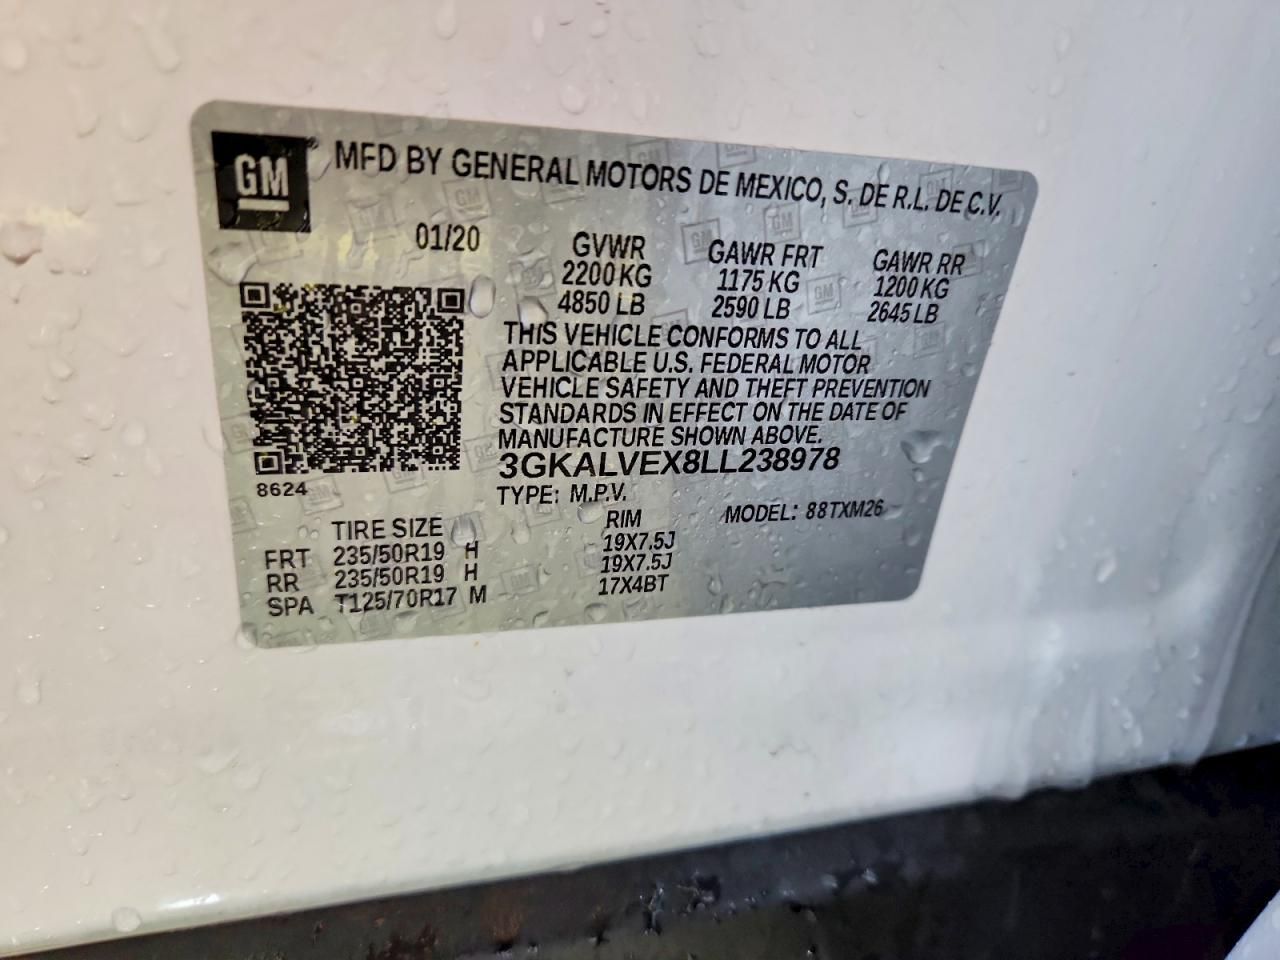 GM
MFD BY GENERAL MOTORS DE MEXICO, S. DE R.L. DE C.V.
01/20 GVWR GAWR FRT GAWR RR
2200 KG 1175 KG 1200 KG
4850 LB 2590 LB 2645 LB
THIS VEHICLE CONFORMS TO ALL
APPLICABLE U.S. FEDERAL MOTOR
VEHICLE SAFETY AND THEFT PREVENTION
STANDARDS IN EFFECT ON THE DATE OF
MANUFACTURE SHOWN ABOVE.
3GKALVEX8LL238978
8624
TYPE: M.P.V. MODEL: 88TXM26
TIRE SIZE RIM
FRT 235/50R19 H 19X7.5J
RR 235/50R19 H 19X7.5J
SPA T125/70R17 M 17X4BT